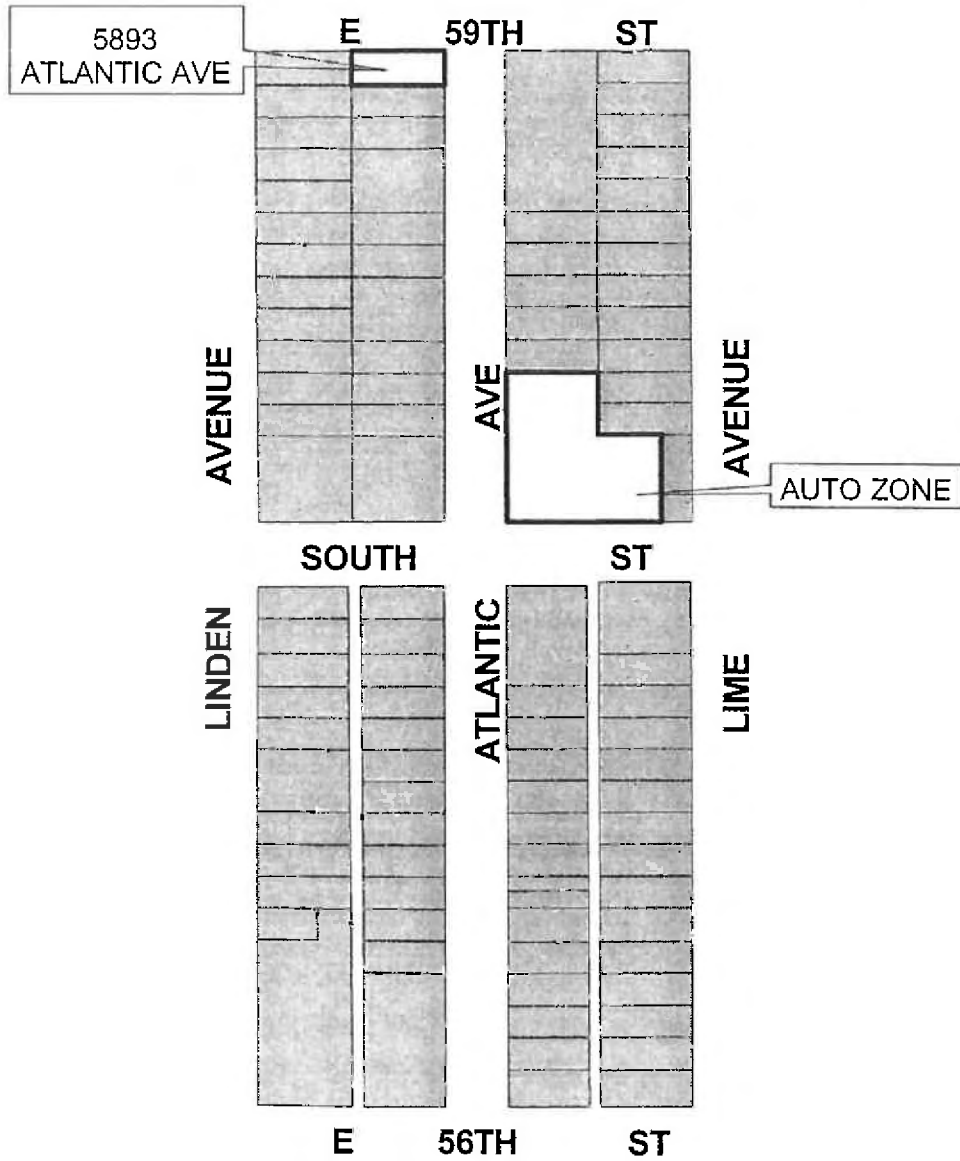 5893
ATLANTIC AVE
E 59TH ST
AVENUE
AVE
AVENUE
AUTO ZONE
SOUTH ST
LINDEN
ATLANTIC
LIME
E 56TH ST